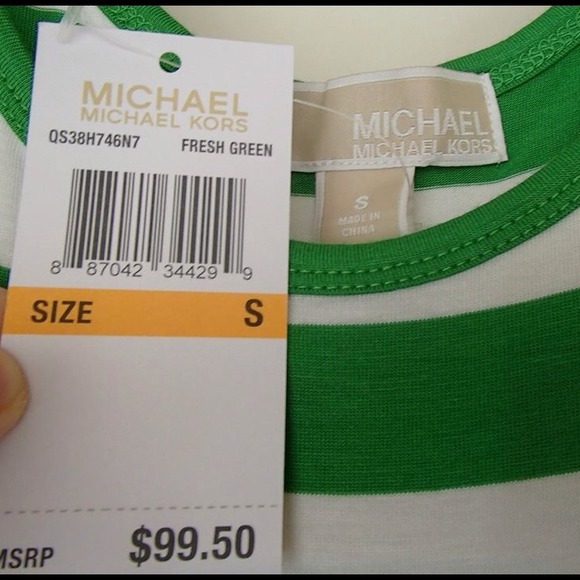 MICHAEL
MICHAEL KORS
QS38H746N7 FRESH GREEN
8 87042 34429 9
SIZE S
MSRP $99.50
MICHAEL
MICHAEL KORS
S
MADE IN
CHINA